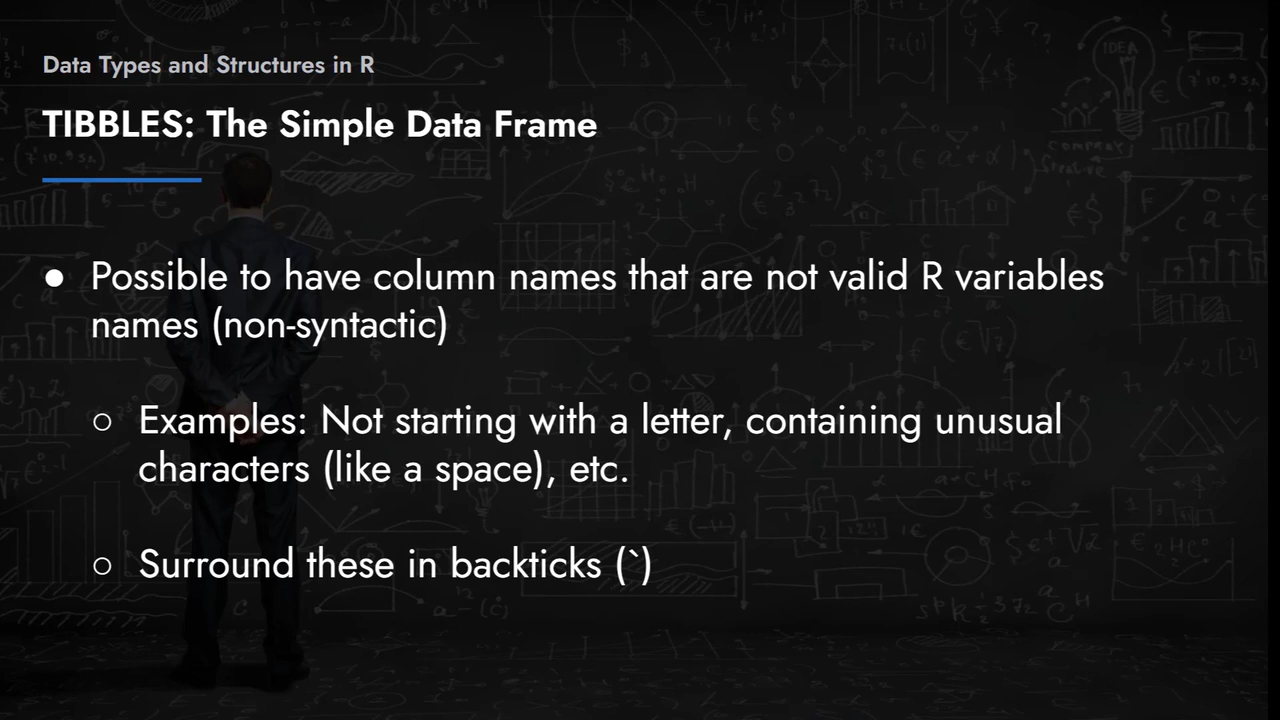 Data Types and Structures in R
TIBBLES: The Simple Data Frame
● Possible to have column names that are not valid R variables
names (non-syntactic)
○ Examples: Not starting with a letter, containing unusual
characters (like a space), etc.
○ Surround these in backticks (`)
IDEA